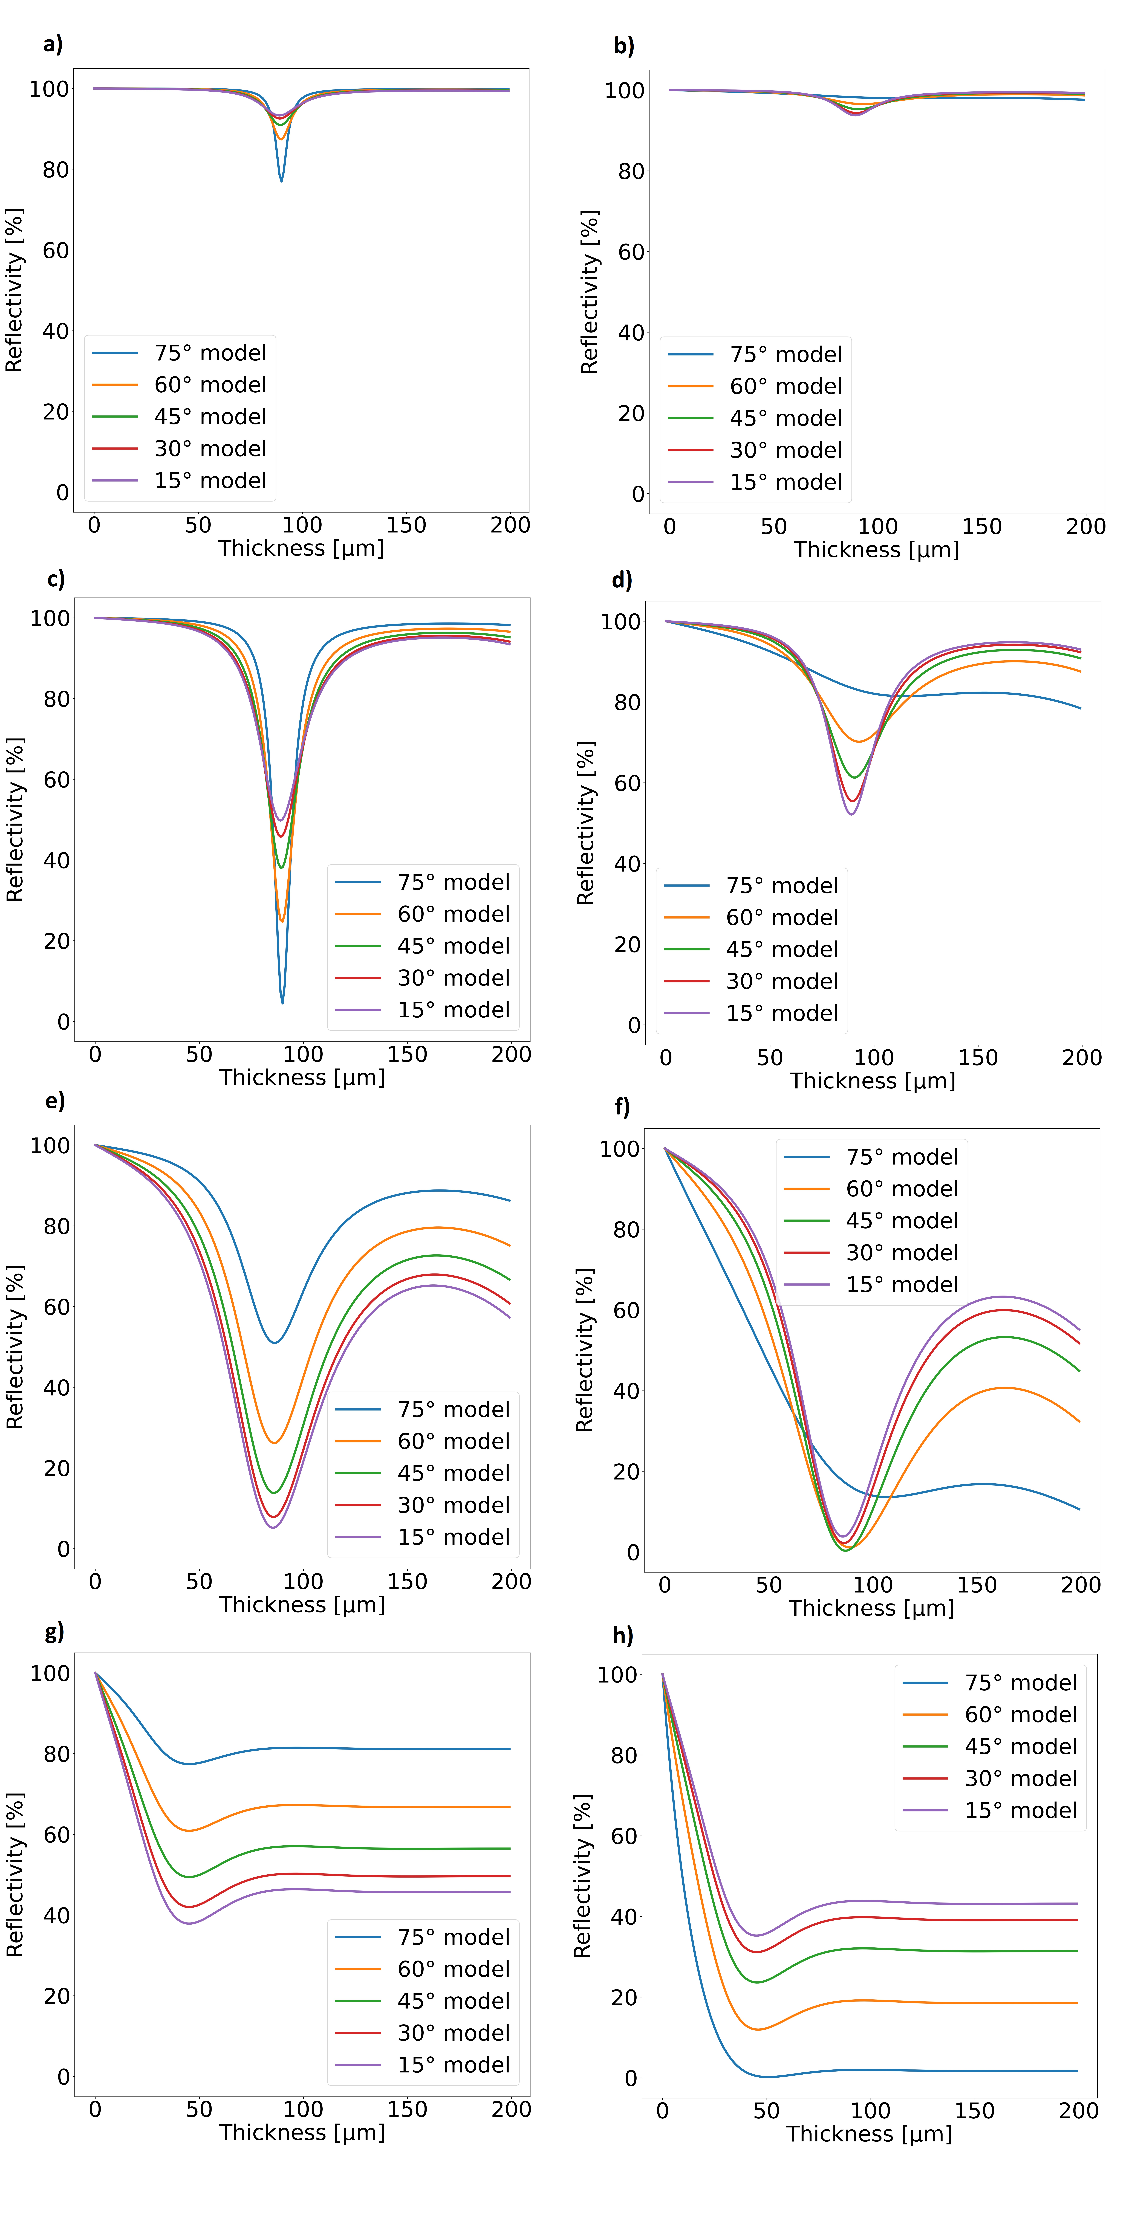 a)
100
80
60
40
20
0
Reflectivity [%]
75° model
60° model
45° model
30° model
15° model
0 50 100 150 200
Thickness [μm]
b)
100
80
60
40
20
0
Reflectivity [%]
75° model
60° model
45° model
30° model
15° model
0 50 100 150 200
Thickness [μm]
c)
100
80
60
40
20
0
Reflectivity [%]
75° model
60° model
45° model
30° model
15° model
0 50 100 150 200
Thickness [μm]
d)
100
80
60
40
20
0
Reflectivity [%]
75° model
60° model
45° model
30° model
15° model
0 50 100 150 200
Thickness [μm]
e)
100
80
60
40
20
0
Reflectivity [%]
75° model
60° model
45° model
30° model
15° model
0 50 100 150 200
Thickness [μm]
f)
100
80
60
40
20
0
Reflectivity [%]
75° model
60° model
45° model
30° model
15° model
0 50 100 150 200
Thickness [μm]
g)
100
80
60
40
20
0
Reflectivity [%]
75° model
60° model
45° model
30° model
15° model
0 50 100 150 200
Thickness [μm]
h)
100
80
60
40
20
0
Reflectivity [%]
75° model
60° model
45° model
30° model
15° model
0 50 100 150 200
Thickness [μm]